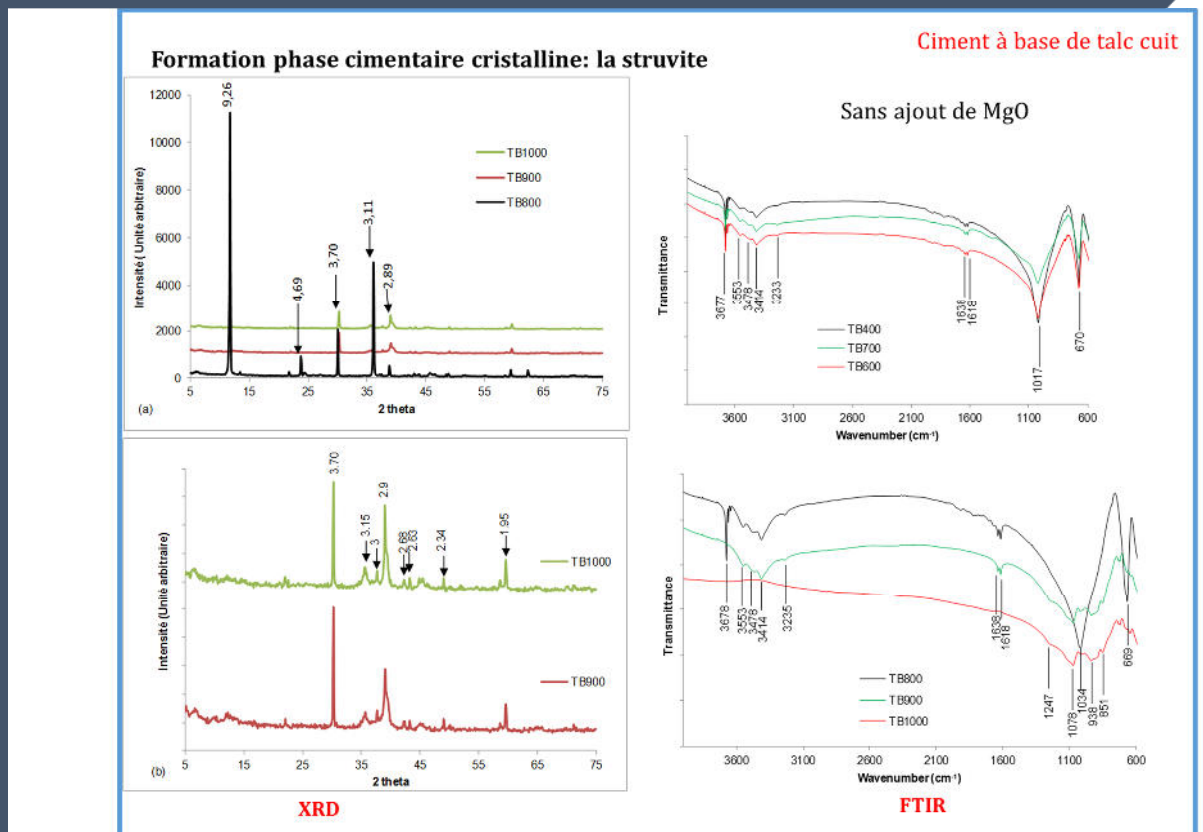 Ciment à base de talc cuit
Formation phase cimentaire cristalline: la struvite
12000
10000
8000
6000
4000
2000
0
Intensité ( Unité arbitraire)
9,26
4,69
3,70
3,11
2,89
TB1000
TB900
TB800
5 15 25 35 45 55 65 75
2 theta
(a)
Sans ajout de MgO
Transmittance
3677
3553
3478
3414
3233
1638
1618
1017
670
TB400
TB700
TB600
3600 3100 2600 2100 1600 1100 600
Wavenumber (cm⁻¹)
Intensité (Unité arbitraire)
3.70
3.15
3
2.9
2.68
2.63
2.34
1.95
TB1000
TB900
5 15 25 35 45 55 65 75
2 theta
(b)
XRD
Transmittance
3678
3553
3478
3414
3235
1638
1618
1247
1078
1034
938
851
669
TB800
TB900
TB1000
3600 3100 2600 2100 1600 1100 600
Wavenumber (cm⁻¹)
FTIR